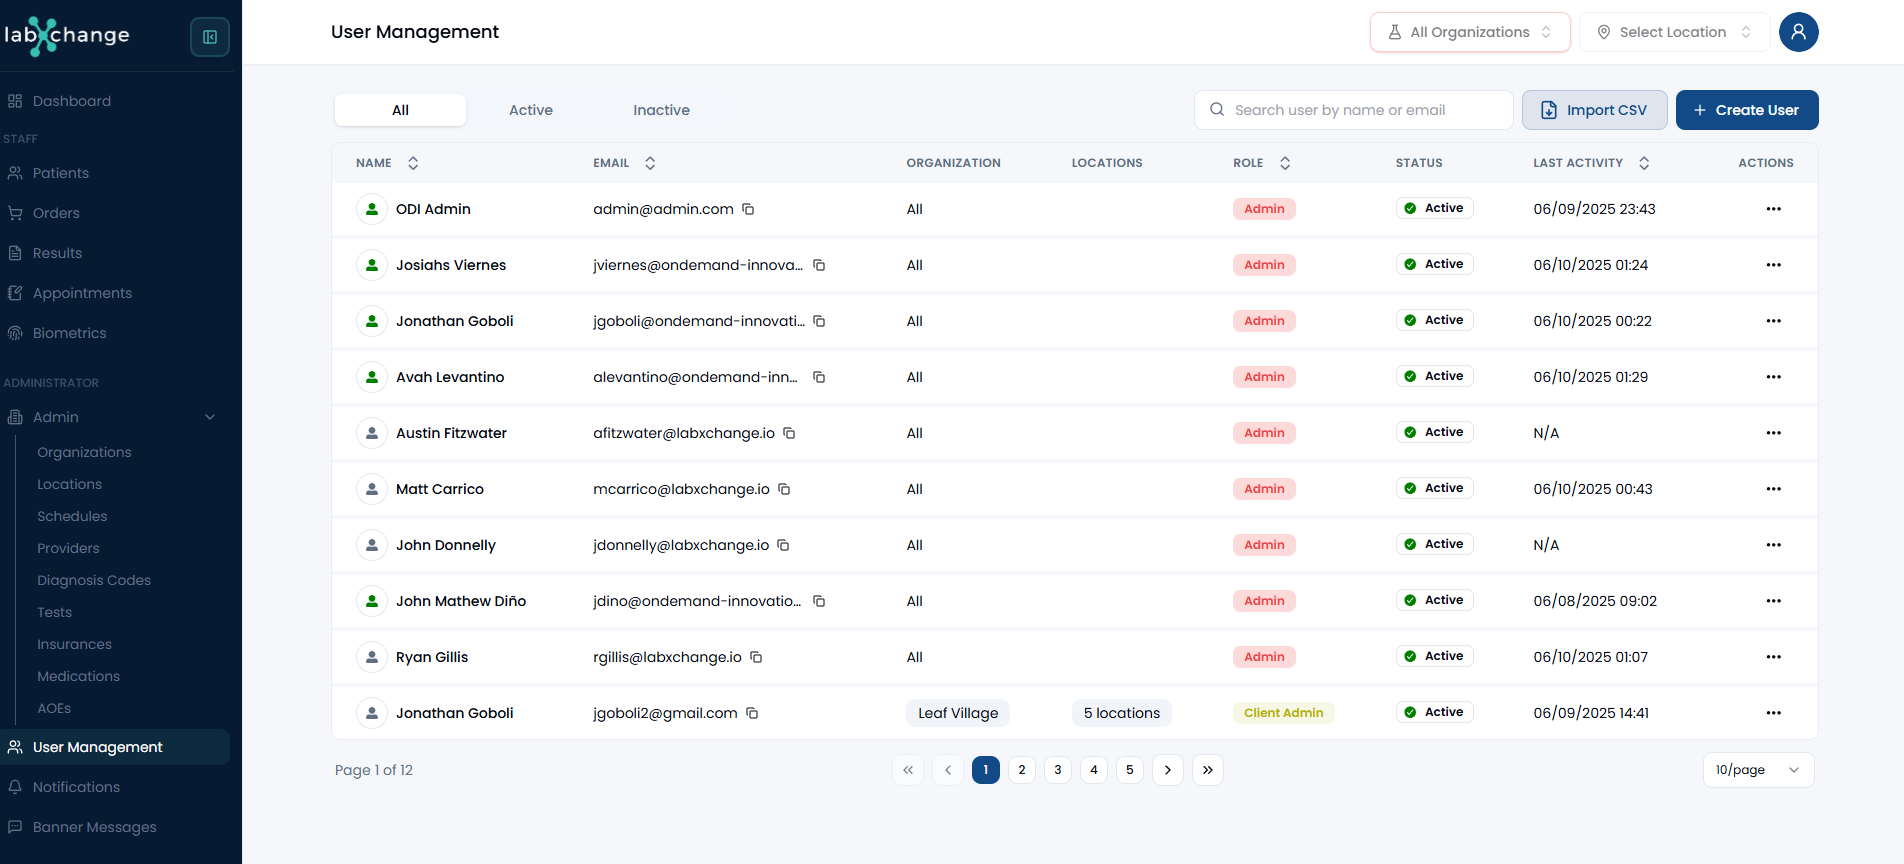 labXchange
Dashboard
STAFF
Patients
Orders
Results
Appointments
Biometrics
ADMINISTRATOR
Admin
Organizations
Locations
Schedules
Providers
Diagnosis Codes
Tests
Insurances
Medications
AOEs
User Management
Notifications
Banner Messages
User Management
All Organizations
Select Location
All Active Inactive
Search user by name or email
Import CSV
+ Create User
NAME EMAIL ORGANIZATION LOCATIONS ROLE STATUS LAST ACTIVITY ACTIONS
ODI Admin admin@admin.com All Admin Active 06/09/2025 23:43
Josiahs Viernes jviernes@ondemand-innova... All Admin Active 06/10/2025 01:24
Jonathan Goboli jgoboli@ondemand-innovati... All Admin Active 06/10/2025 00:22
Avah Levantino alevantino@ondemand-inn... All Admin Active 06/10/2025 01:29
Austin Fitzwater afitzwater@labxchange.io All Admin Active N/A
Matt Carrico mcarrico@labxchange.io All Admin Active 06/10/2025 00:43
John Donnelly jdonnelly@labxchange.io All Admin Active N/A
John Mathew Diño jdino@ondemand-innovatio... All Admin Active 06/08/2025 09:02
Ryan Gillis rgillis@labxchange.io All Admin Active 06/10/2025 01:07
Jonathan Goboli jgoboli2@gmail.com Leaf Village 5 locations Client Admin Active 06/09/2025 14:41
Page 1 of 12
« ‹ 1 2 3 4 5 › »
10/page